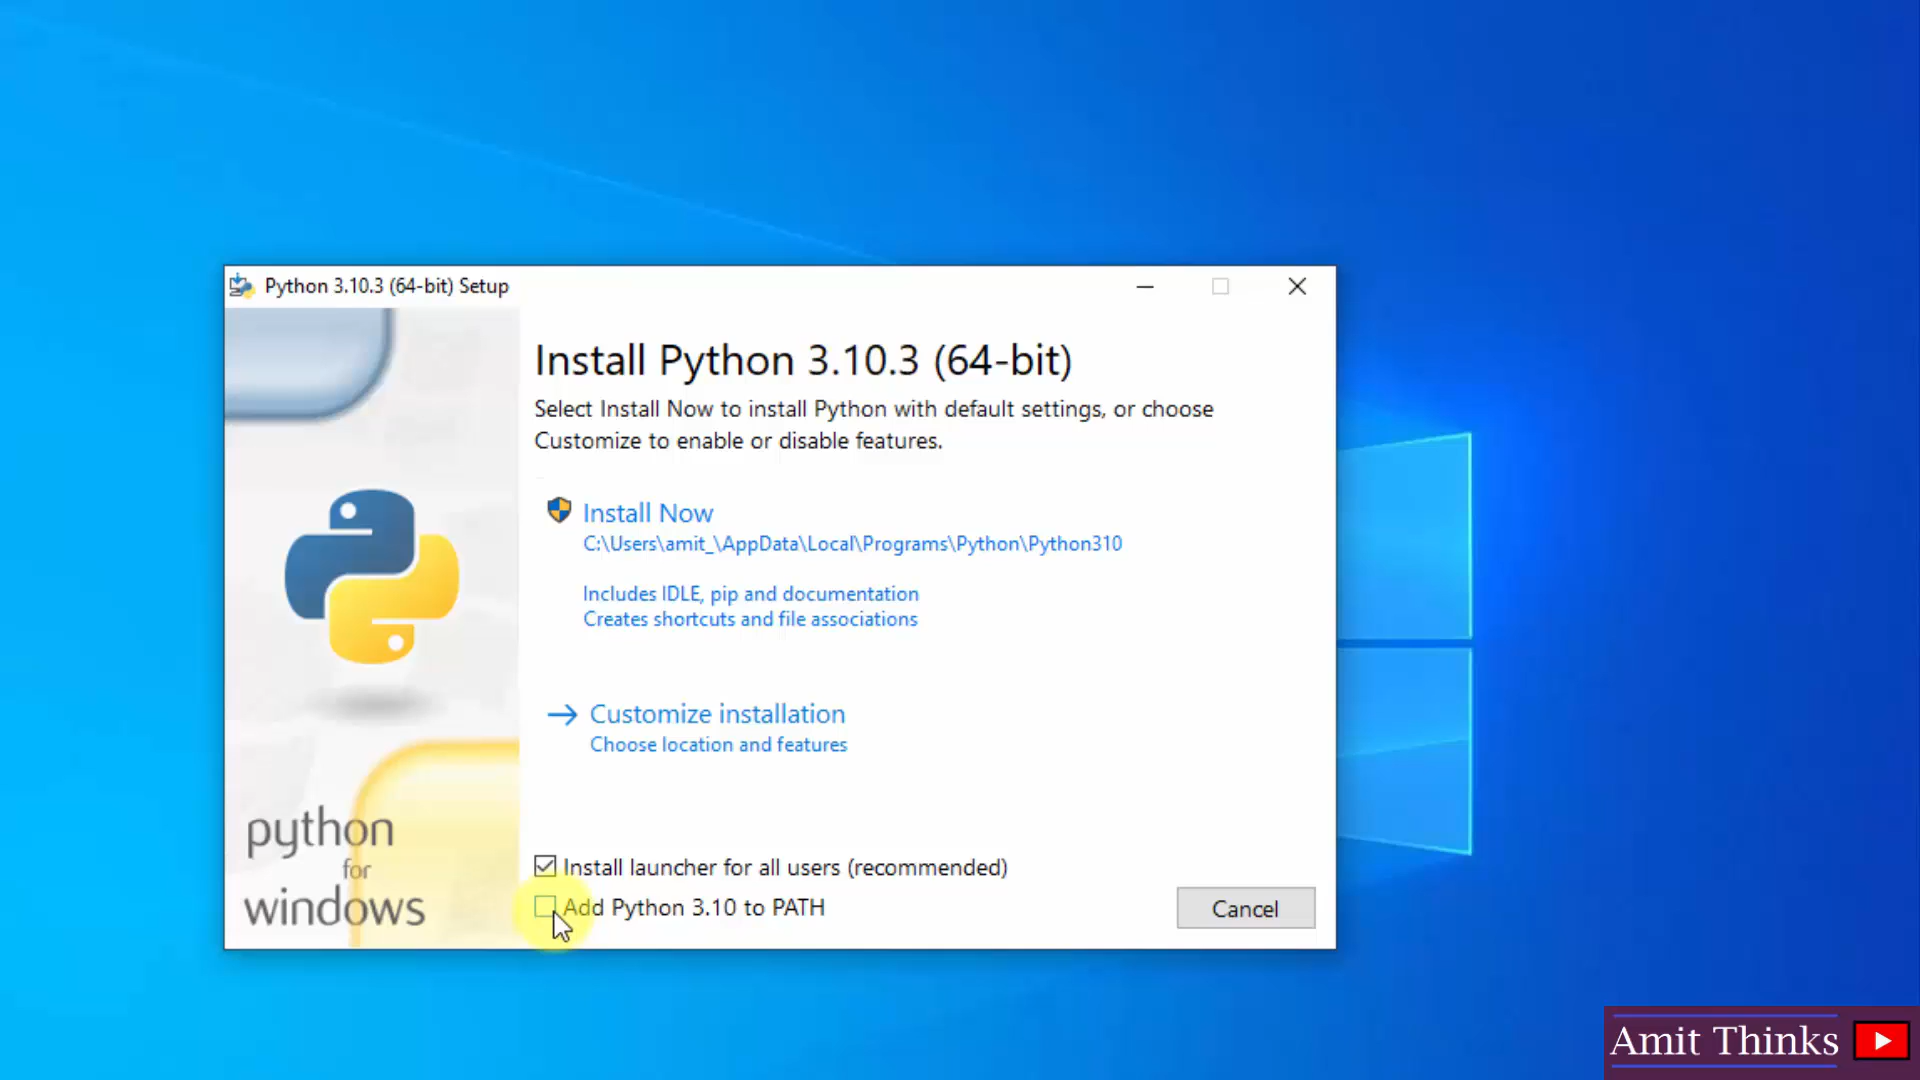 Python 3.10.3 (64-bit) Setup
Install Python 3.10.3 (64-bit)
Select Install Now to install Python with default settings, or choose
Customize to enable or disable features.
Install Now
C:\Users\amit_\AppData\Local\Programs\Python\Python310
Includes IDLE, pip and documentation
Creates shortcuts and file associations
Customize installation
Choose location and features
python
for
windows
Install launcher for all users (recommended)
Add Python 3.10 to PATH
Cancel
Amit Thinks